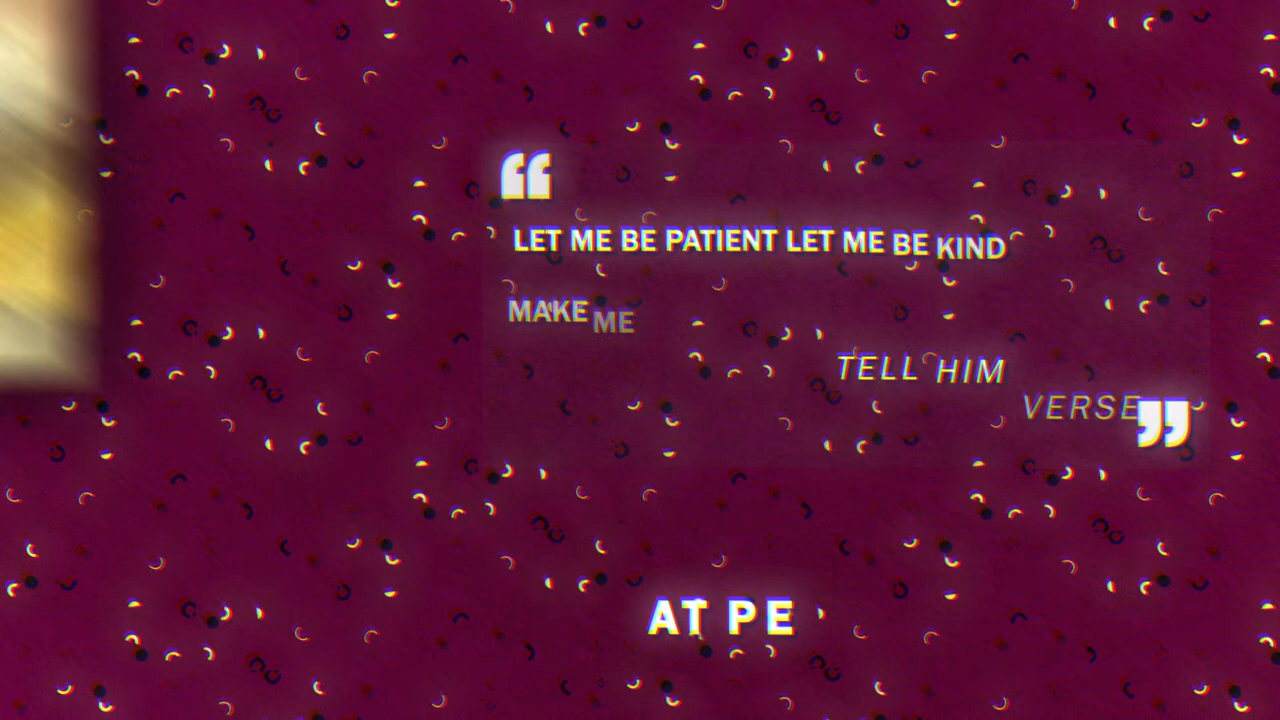 “
LET ME BE PATIENT LET ME BE KIND
MAKE ME
TELL HIM
VERSE”
AT PE